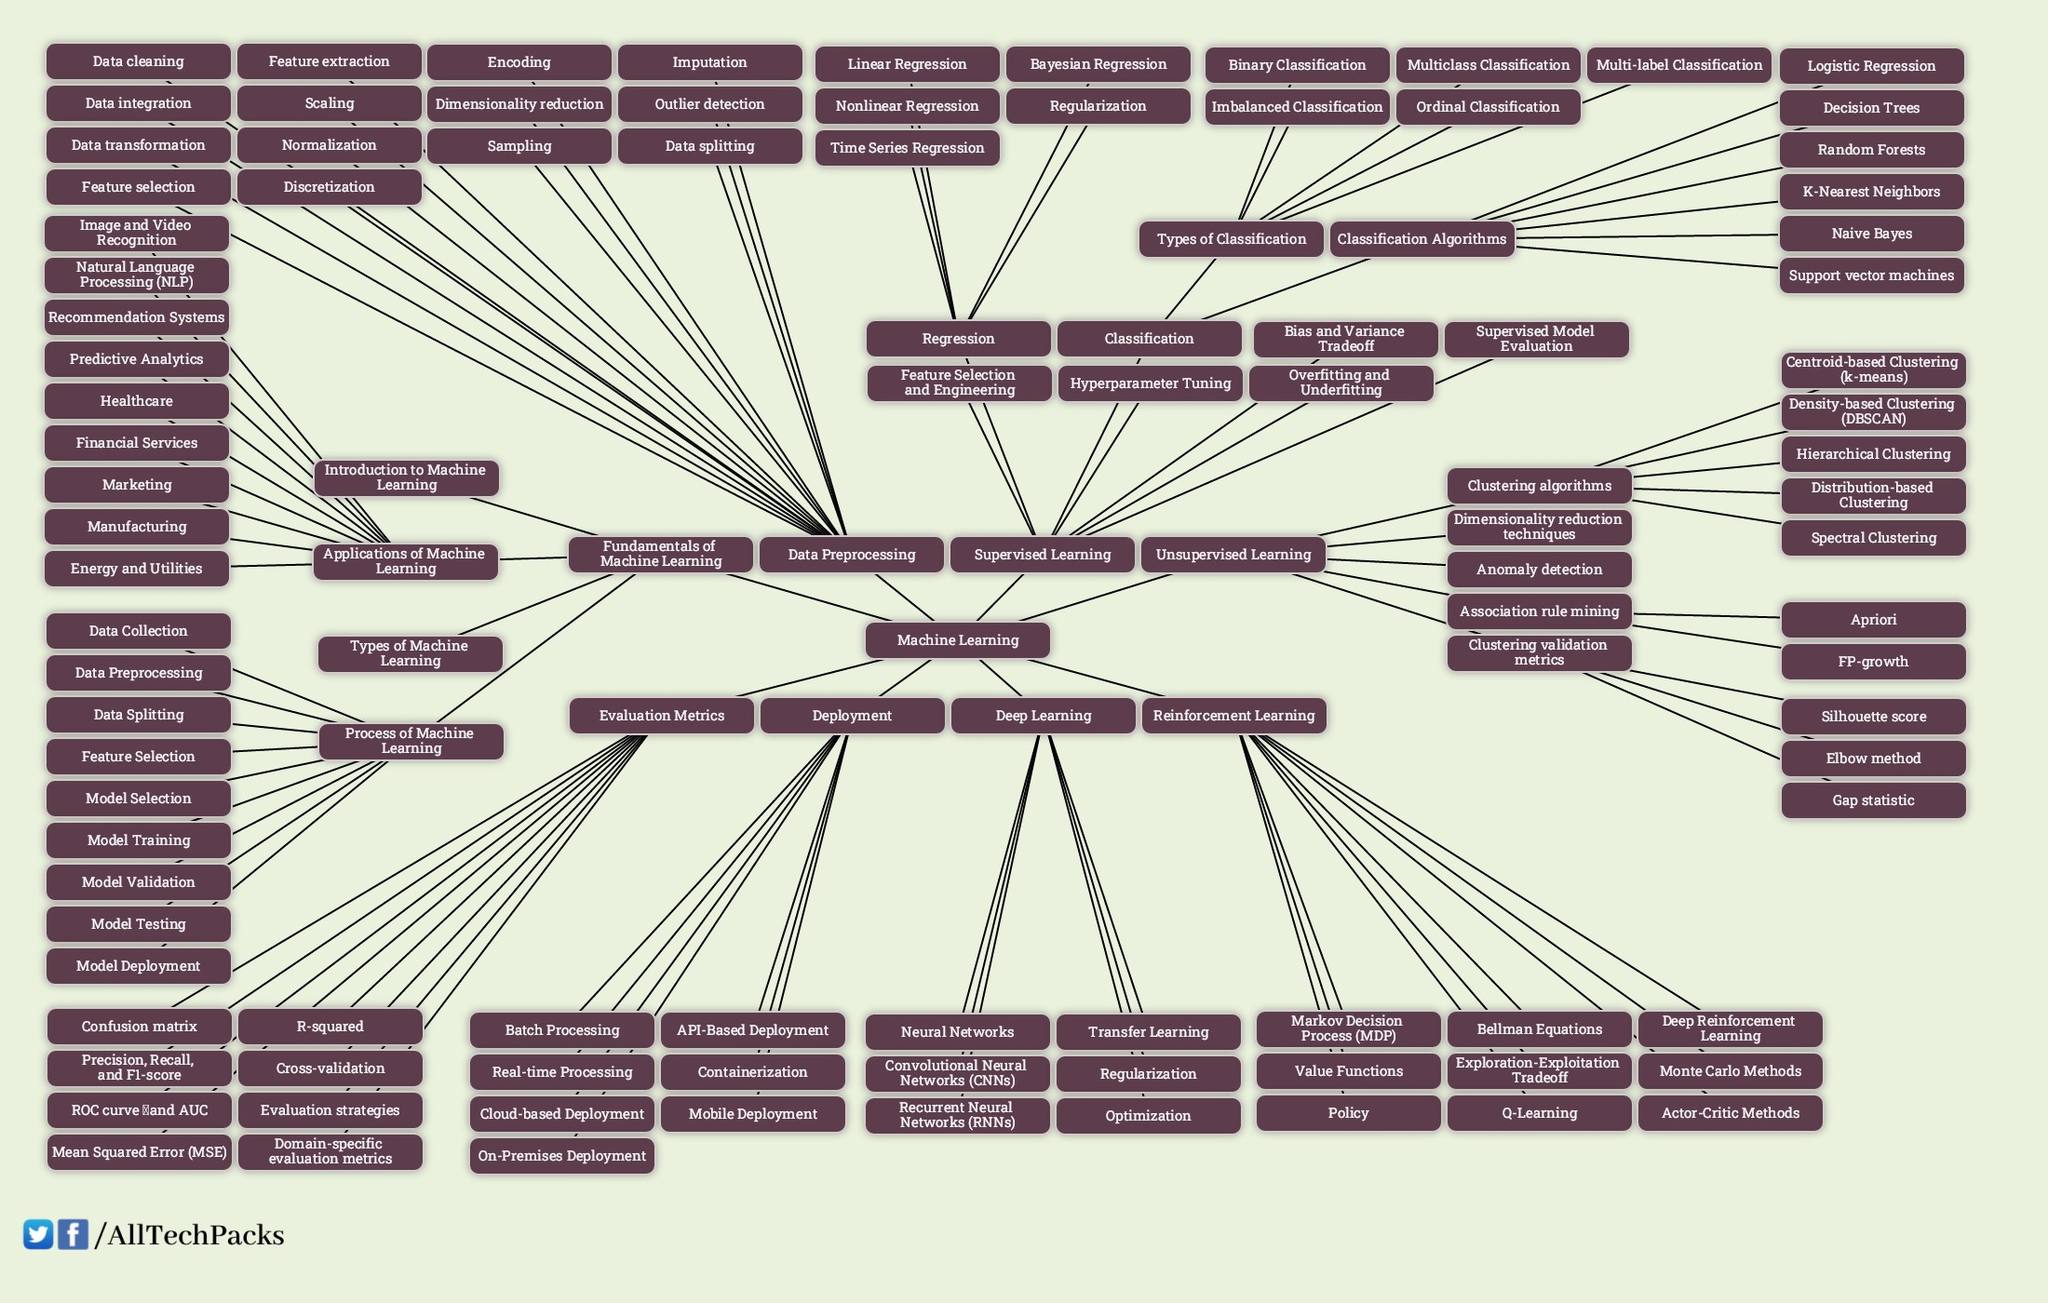 Data cleaning
Feature extraction
Encoding
Imputation
Linear Regression
Bayesian Regression
Binary Classification
Multiclass Classification
Multi-label Classification
Logistic Regression
Data integration
Scaling
Dimensionality reduction
Outlier detection
Nonlinear Regression
Regularization
Imbalanced Classification
Ordinal Classification
Decision Trees
Data transformation
Normalization
Sampling
Data splitting
Time Series Regression
Random Forests
Feature selection
Discretization
K-Nearest Neighbors
Image and Video
Recognition
Types of Classification
Classification Algorithms
Naive Bayes
Natural Language
Processing (NLP)
Support vector machines
Recommendation Systems
Regression
Classification
Bias and Variance
Tradeoff
Supervised Model
Evaluation
Predictive Analytics
Feature Selection
and Engineering
Hyperparameter Tuning
Overfitting and
Underfitting
Centroid-based Clustering
(k-means)
Healthcare
Density-based Clustering
(DBSCAN)
Financial Services
Hierarchical Clustering
Introduction to Machine
Learning
Marketing
Clustering algorithms
Distribution-based
Clustering
Manufacturing
Dimensionality reduction
techniques
Spectral Clustering
Applications of Machine
Learning
Fundamentals of
Machine Learning
Data Preprocessing
Supervised Learning
Unsupervised Learning
Energy and Utilities
Anomaly detection
Association rule mining
Apriori
Data Collection
Types of Machine
Learning
Machine Learning
Clustering validation
metrics
FP-growth
Data Preprocessing
Data Splitting
Evaluation Metrics
Deployment
Deep Learning
Reinforcement Learning
Silhouette score
Process of Machine
Learning
Feature Selection
Elbow method
Model Selection
Gap statistic
Model Training
Model Validation
Model Testing
Model Deployment
Confusion matrix
R-squared
Batch Processing
API-Based Deployment
Neural Networks
Transfer Learning
Markov Decision
Process (MDP)
Bellman Equations
Deep Reinforcement
Learning
Precision, Recall,
and F1-score
Cross-validation
Real-time Processing
Containerization
Convolutional Neural
Networks (CNNs)
Regularization
Value Functions
Exploration-Exploitation
Tradeoff
Monte Carlo Methods
ROC curve and AUC
Evaluation strategies
Cloud-based Deployment
Mobile Deployment
Recurrent Neural
Networks (RNNs)
Optimization
Policy
Q-Learning
Actor-Critic Methods
Mean Squared Error (MSE)
Domain-specific
evaluation metrics
On-Premises Deployment
/AllTechPacks